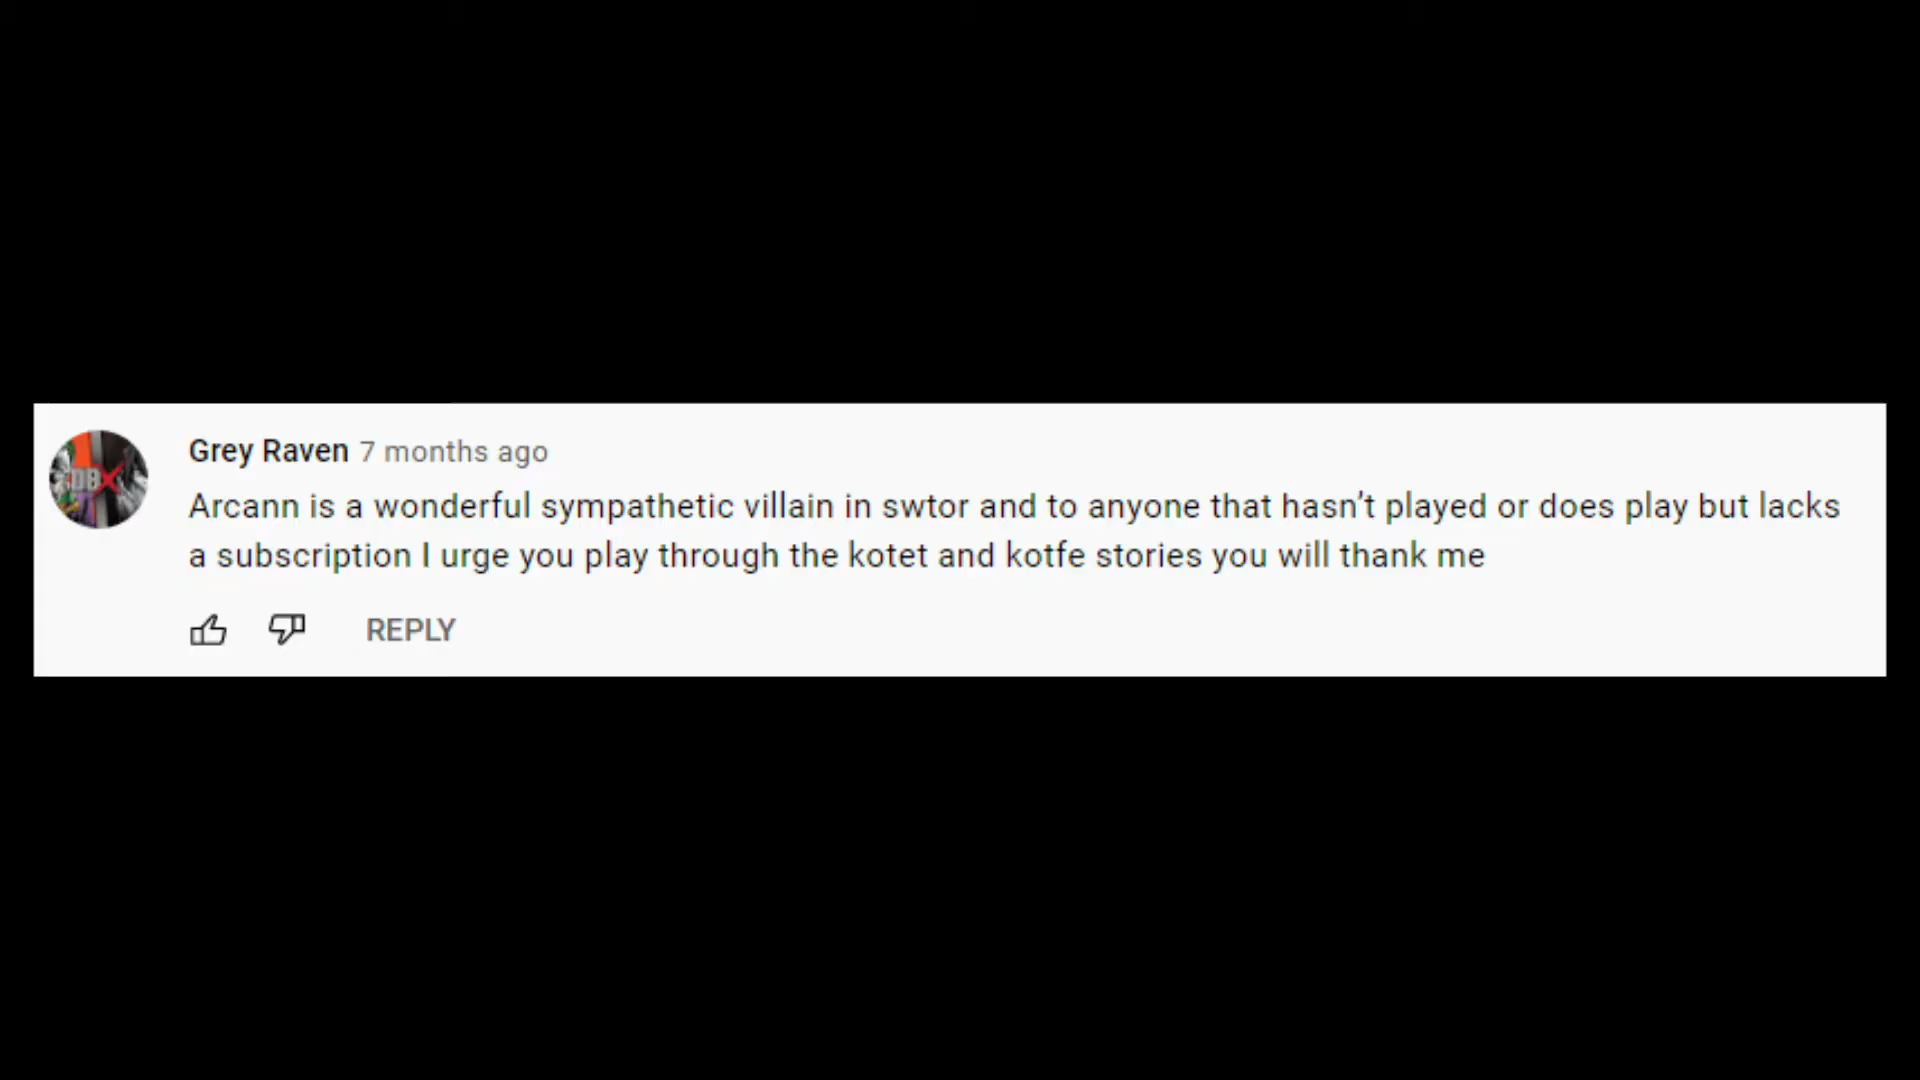 DBX
Grey Raven 7 months ago
Arcann is a wonderful sympathetic villain in swtor and to anyone that hasn’t played or does play but lacks
a subscription I urge you play through the kotet and kotfe stories you will thank me
REPLY